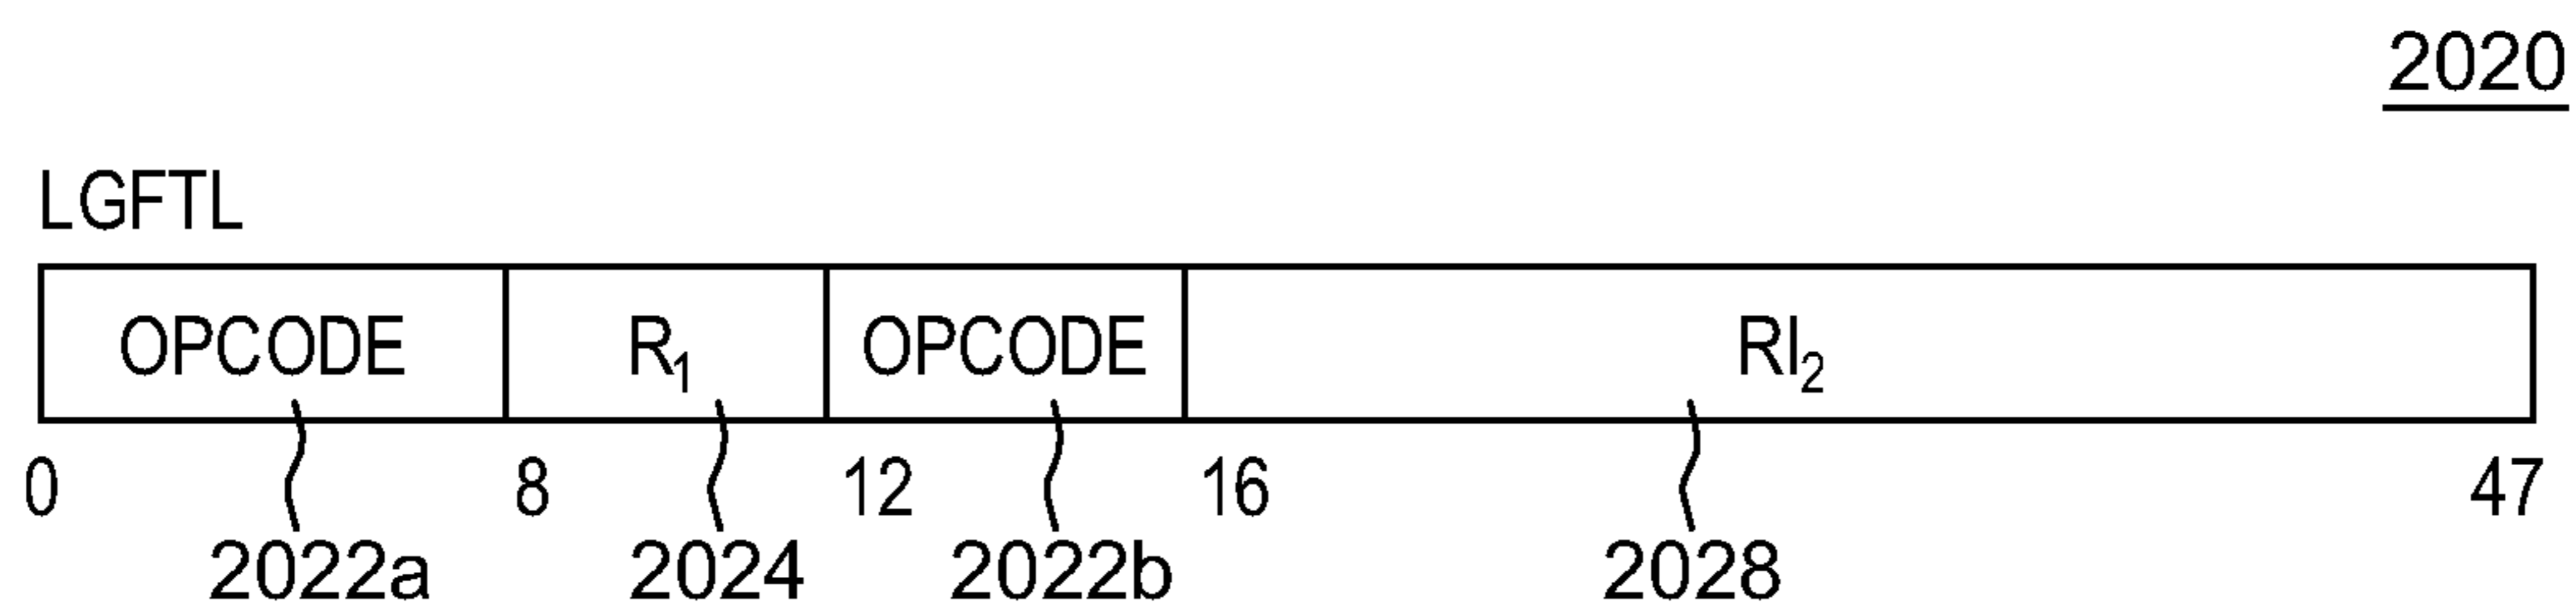 2020
LGFTL
OPCODE R₁ OPCODE RI₂
0 8 12 16 47
2022a 2024 2022b 2028